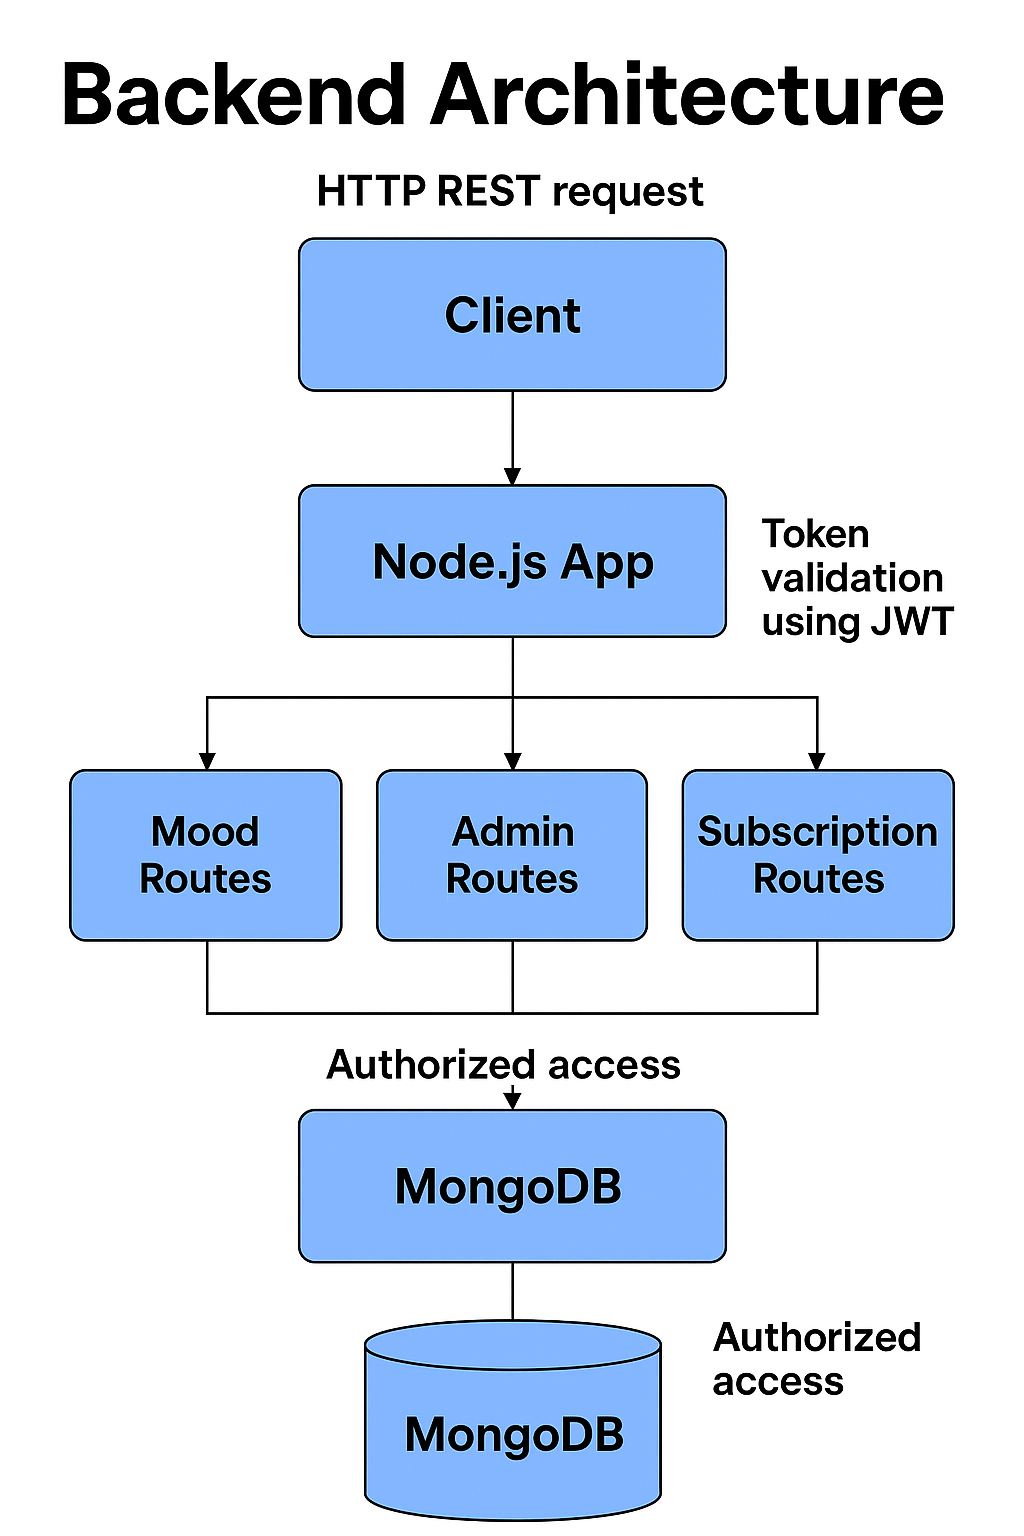 Backend Architecture
HTTP REST request
Client
Node.js App
Token
validation
using JWT
Mood
Routes
Admin
Routes
Subscription
Routes
Authorized access
MongoDB
Authorized
access
MongoDB